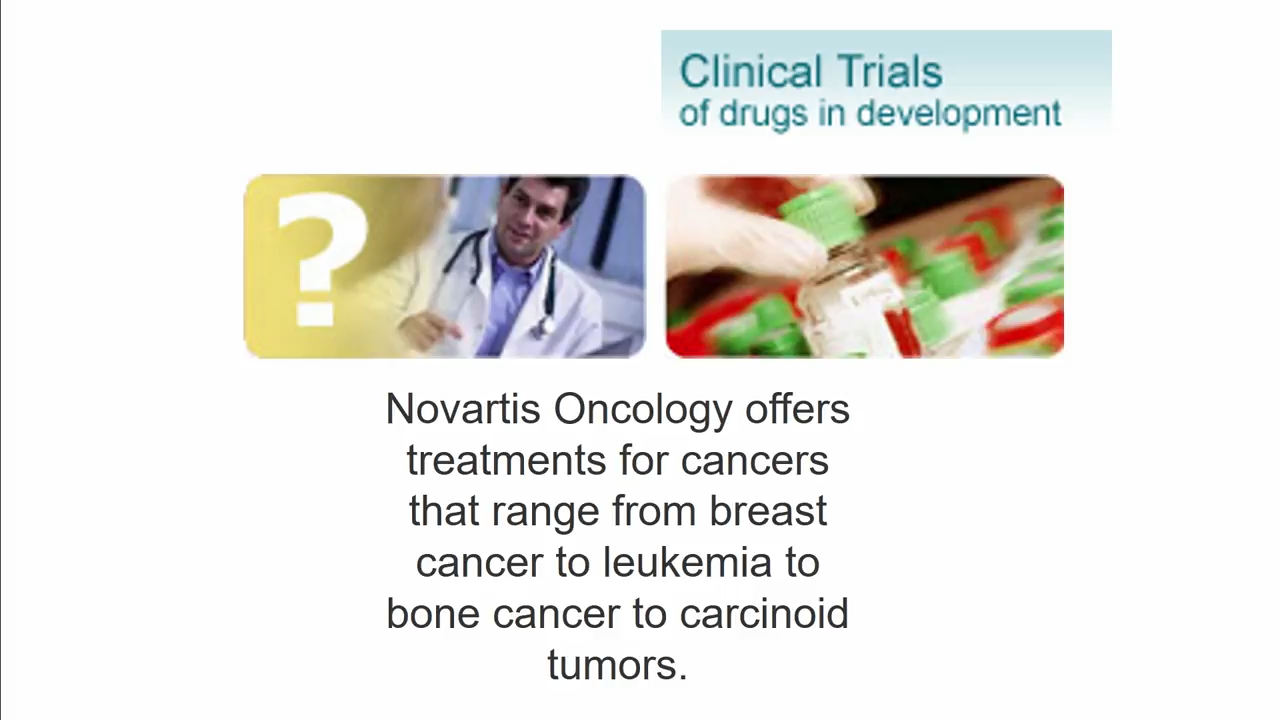 Clinical Trials
of drugs in development
?
Novartis Oncology offers
treatments for cancers
that range from breast
cancer to leukemia to
bone cancer to carcinoid
tumors.